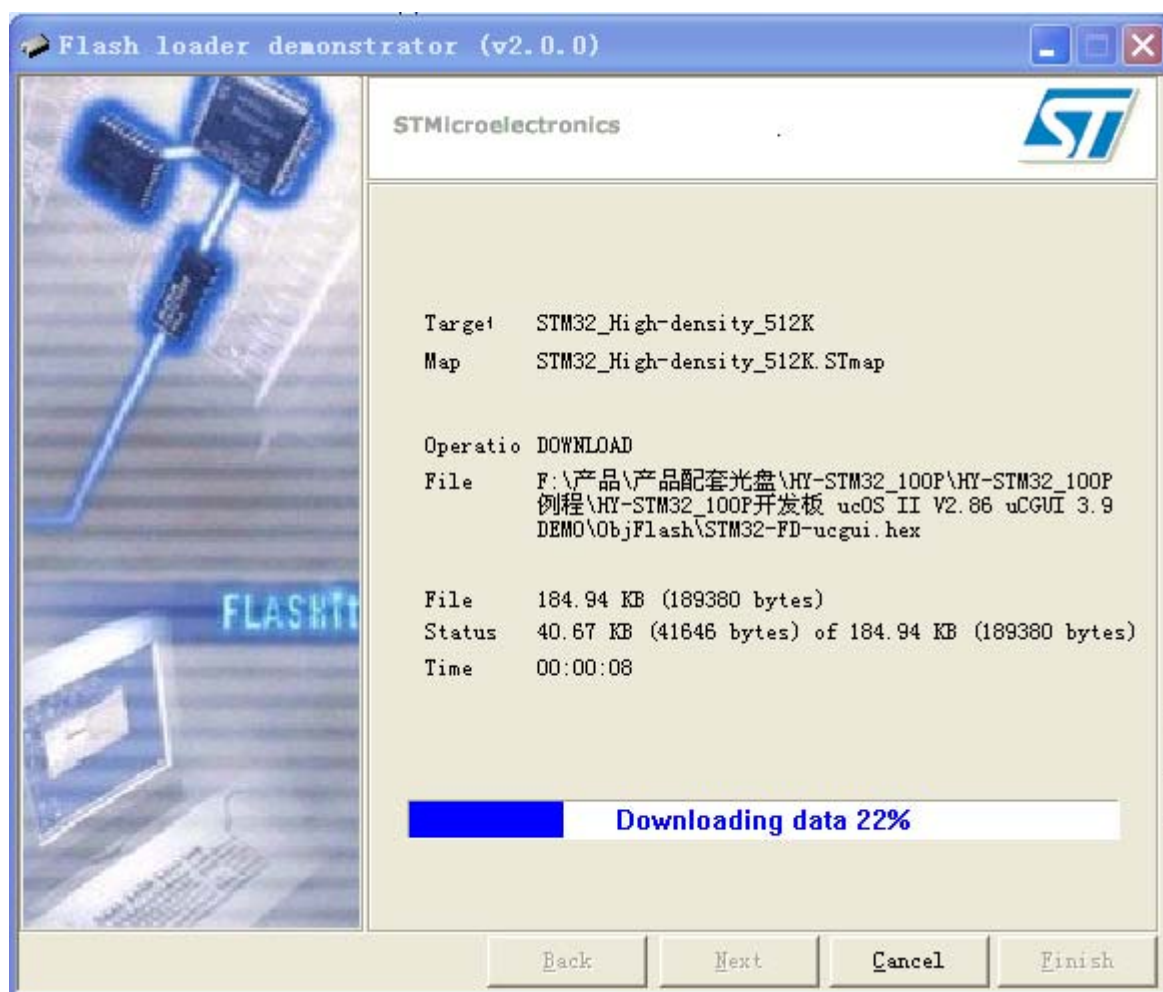 Flash loader demonstrator (v2.0.0)
STMicroelectronics
ST
Target STM32_High-density_512K
Map STM32_High-density_512K.STmap
Operatio DOWNLOAD
File F:\产品\产品配套光盘\HY-STM32_100P\HY-STM32_100P
例程\HY-STM32_100P开发板 ucOS II V2.86 uCGUI 3.9
DEMO\ObjFlash\STM32-FD-ucgui.hex
File 184.94 KB (189380 bytes)
Status 40.67 KB (41646 bytes) of 184.94 KB (189380 bytes)
Time 00:00:08
FLASHIt
Downloading data 22%
Back Next Cancel Finish